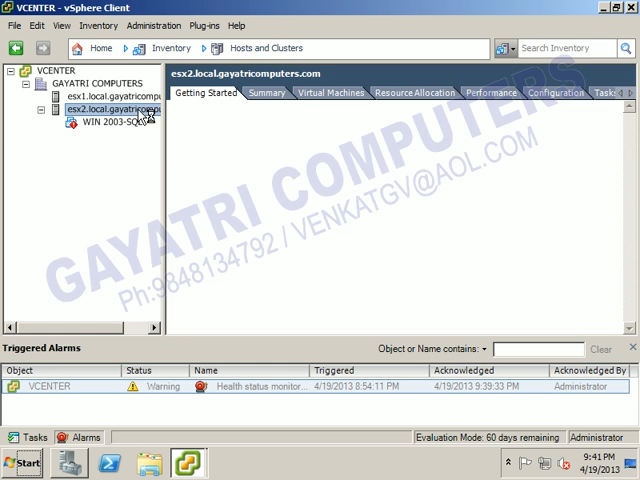 VCENTER - vSphere Client
File Edit View Inventory Administration Plug-ins Help
Home Inventory Hosts and Clusters Search Inventory
VCENTER
GAYATRI COMPUTERS
esx1.local.gayatricompu
esx2.local.gayatricompu
WIN 2003-SQL
esx2.local.gayatricomputers.com
Getting Started Summary Virtual Machines Resource Allocation Performance Configuration Tasks
GAYATRI COMPUTERS
Ph:9848134792 / VENKATGV@AOL.COM
Triggered Alarms Object or Name contains: Clear
Object Status Name Triggered Acknowledged Acknowledged By
VCENTER Warning Health status monitor... 4/19/2013 8:54:11 PM 4/19/2013 9:39:33 PM Administrator
Tasks Alarms Evaluation Mode: 60 days remaining Administrator
Start 9:41 PM
4/19/2013